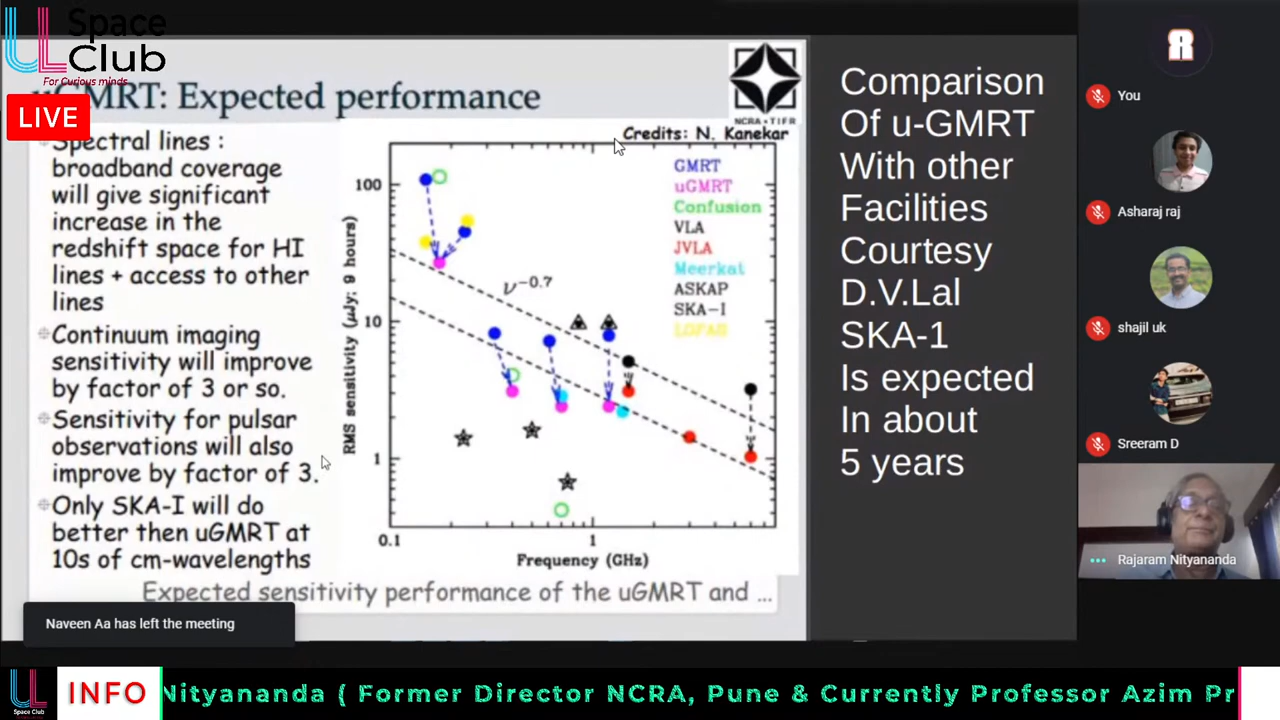 Space
Club
For Curious minds
LIVE
uGMRT: Expected performance
NCRA • TIFR
Credits: N. Kanekar
Spectral lines :
broadband coverage
will give significant
increase in the
redshift space for HI
lines + access to other
lines
Continuum imaging
sensitivity will improve
by factor of 3 or so.
Sensitivity for pulsar
observations will also
improve by factor of 3.
Only SKA-I will do
better then uGMRT at
10s of cm-wavelengths
RMS sensitivity (μJy; 9 hours)
100
10
1
0.1
1
Frequency (GHz)
ν−0.7
GMRT
uGMRT
Confusion
VLA
JVLA
Meerkat
ASKAP
SKA-I
LOFAR
Expected sensitivity performance of the uGMRT and ...
Naveen Aa has left the meeting
Comparison
Of u-GMRT
With other
Facilities
Courtesy
D.V.Lal
SKA-1
Is expected
In about
5 years
R
You
Asharaj raj
shajil uk
Sreeram D
Rajaram Nityananda
Space Club
INFO
Nityananda ( Former Director NCRA, Pune & Currently Professor Azim Pr